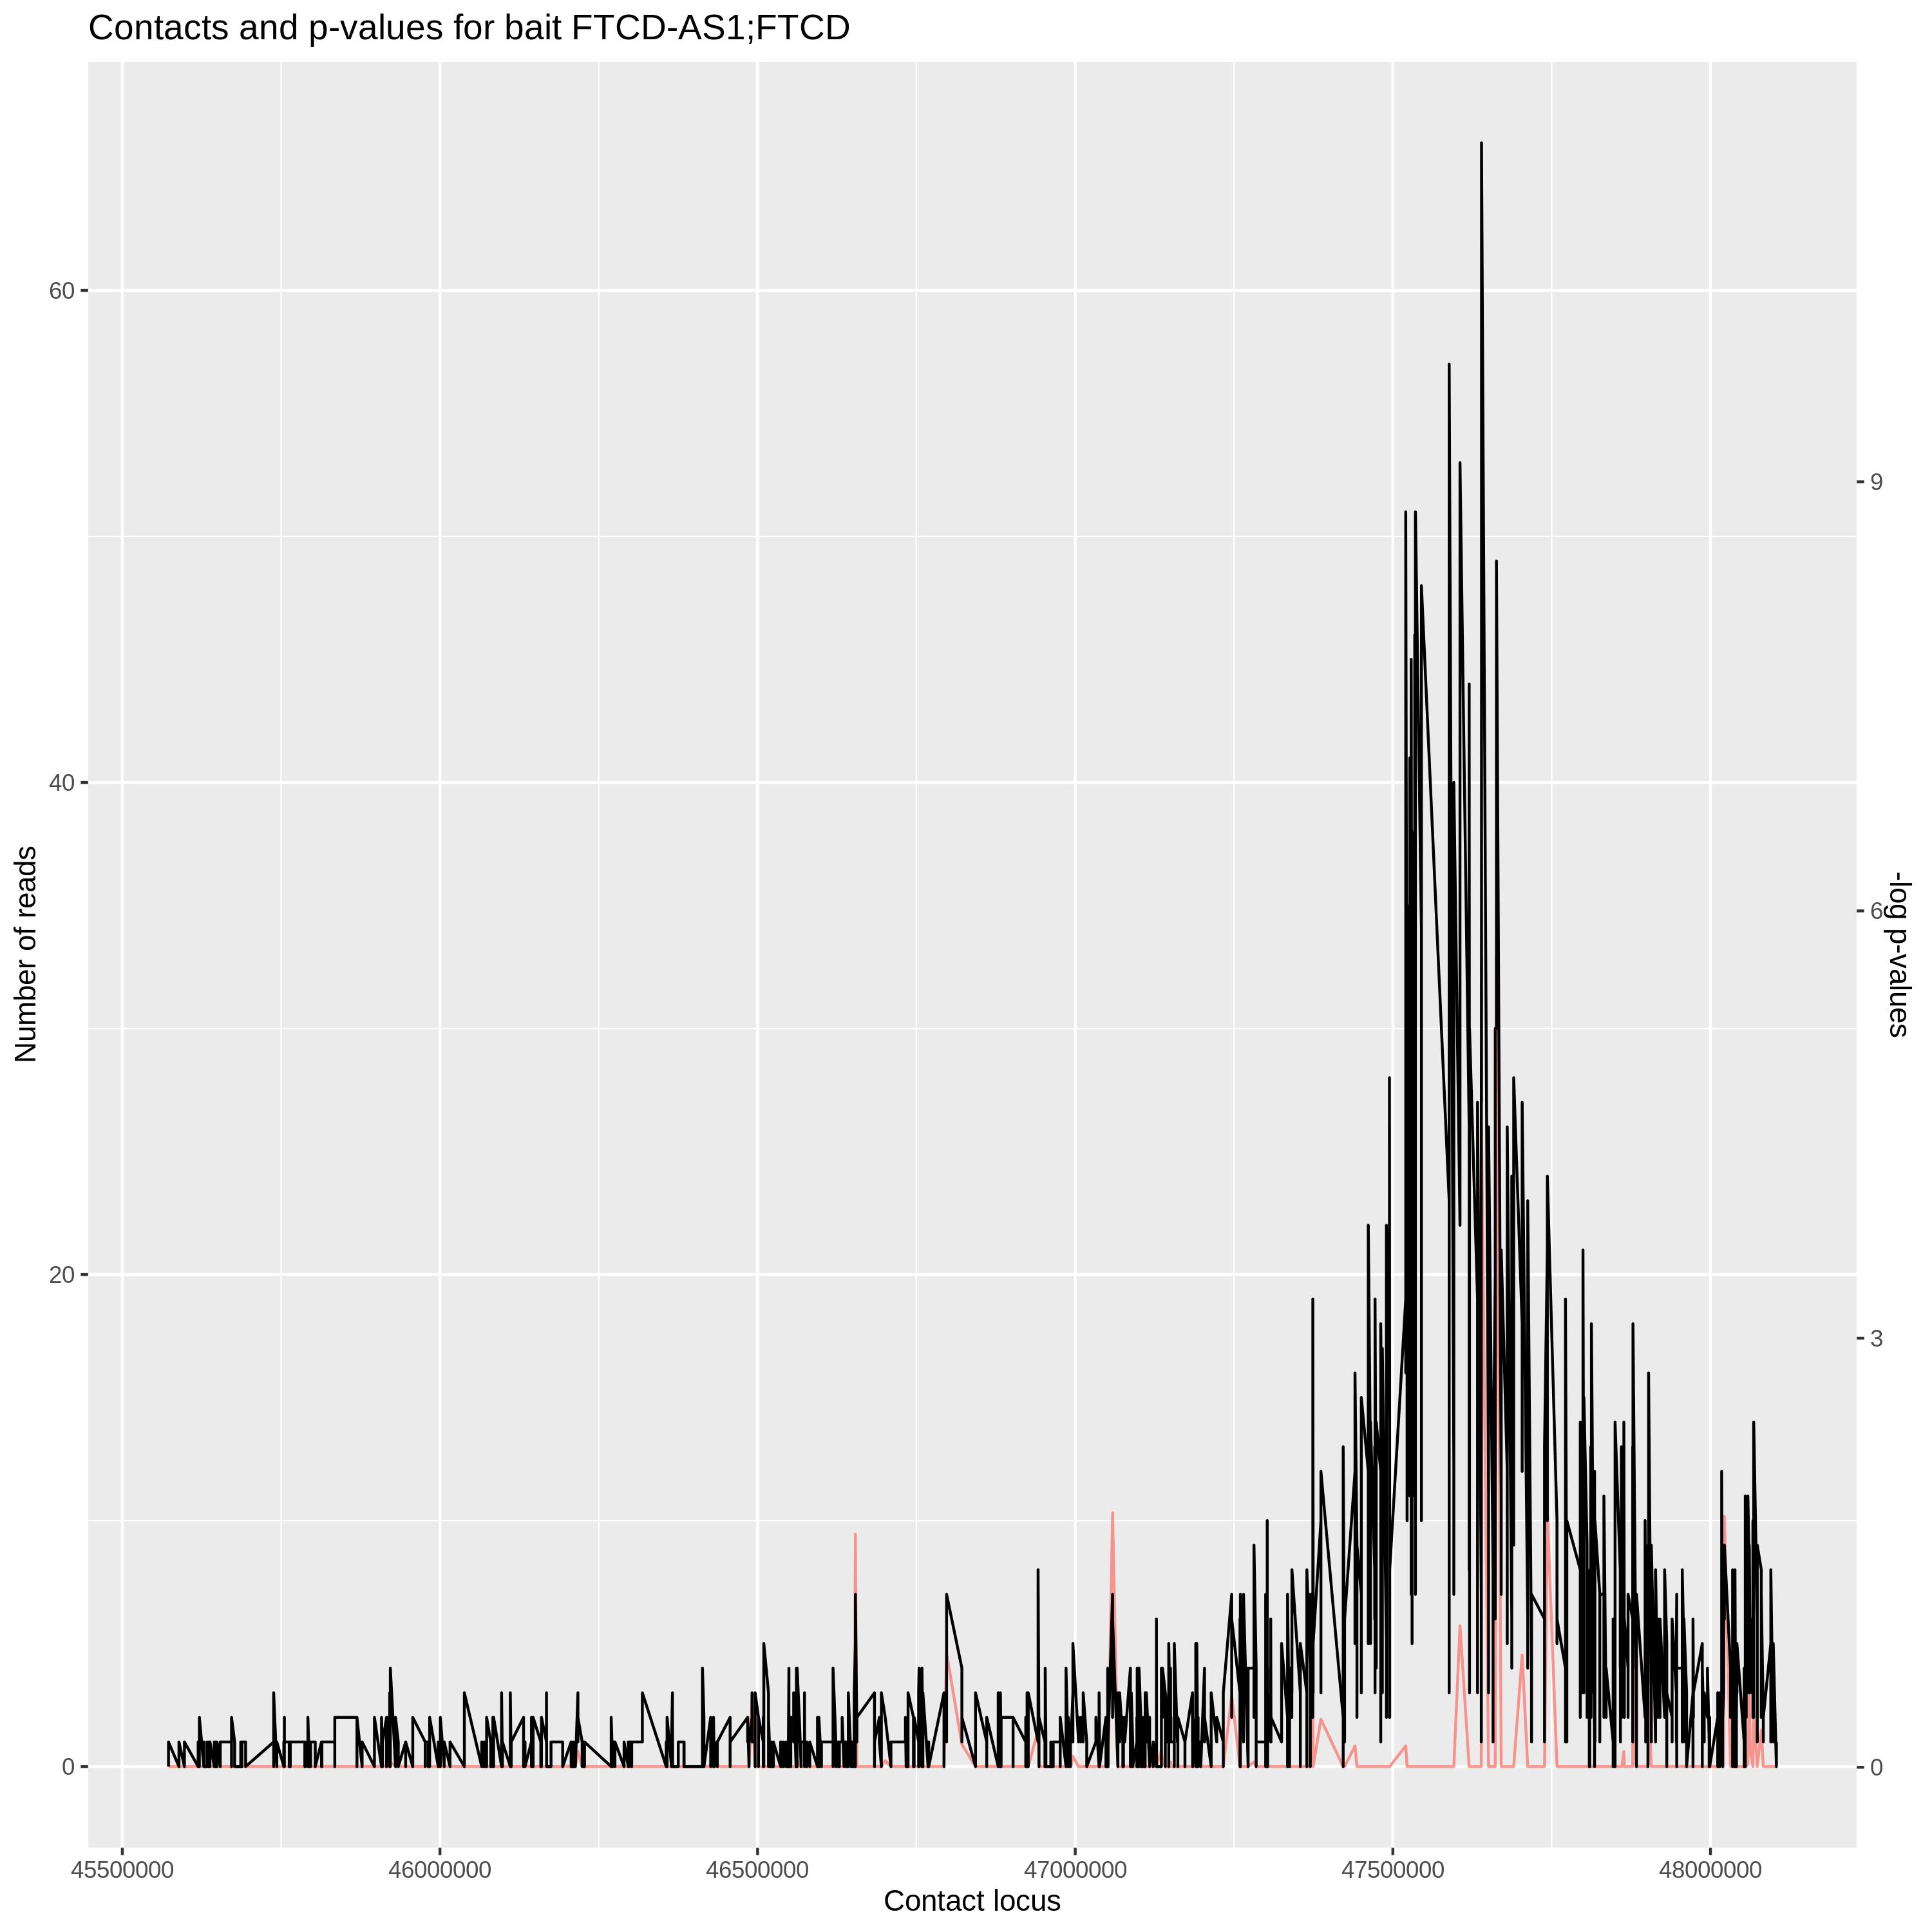 Contacts and p-values for bait FTCD-AS1;FTCD
60
40
20
0
Number of reads
9
6
3
0
-log p-values
45500000 46000000 46500000 47000000 47500000 48000000
Contact locus